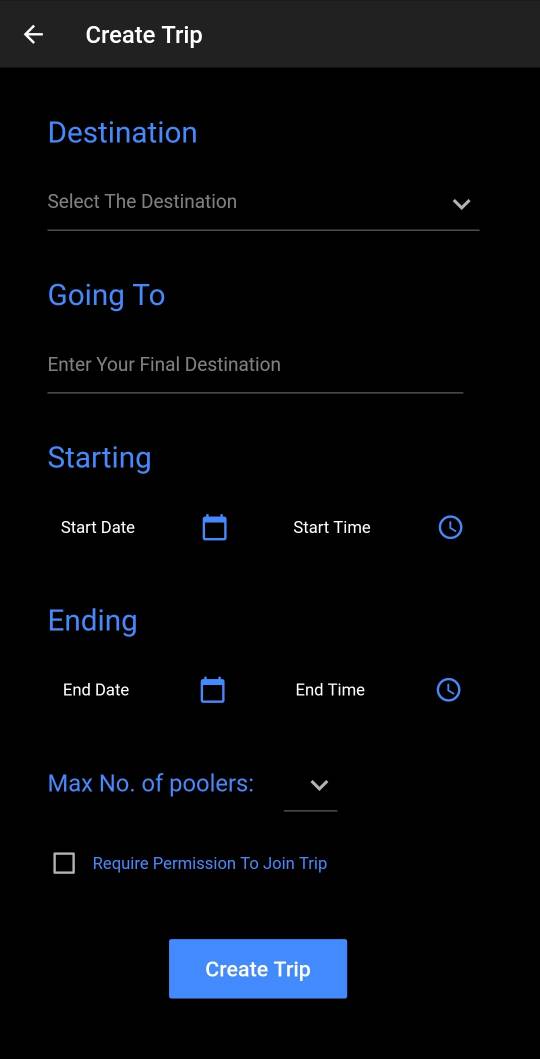 Create Trip
Destination
Select The Destination
Going To
Enter Your Final Destination
Starting
Start Date Start Time
Ending
End Date End Time
Max No. of poolers:
Require Permission To Join Trip
Create Trip